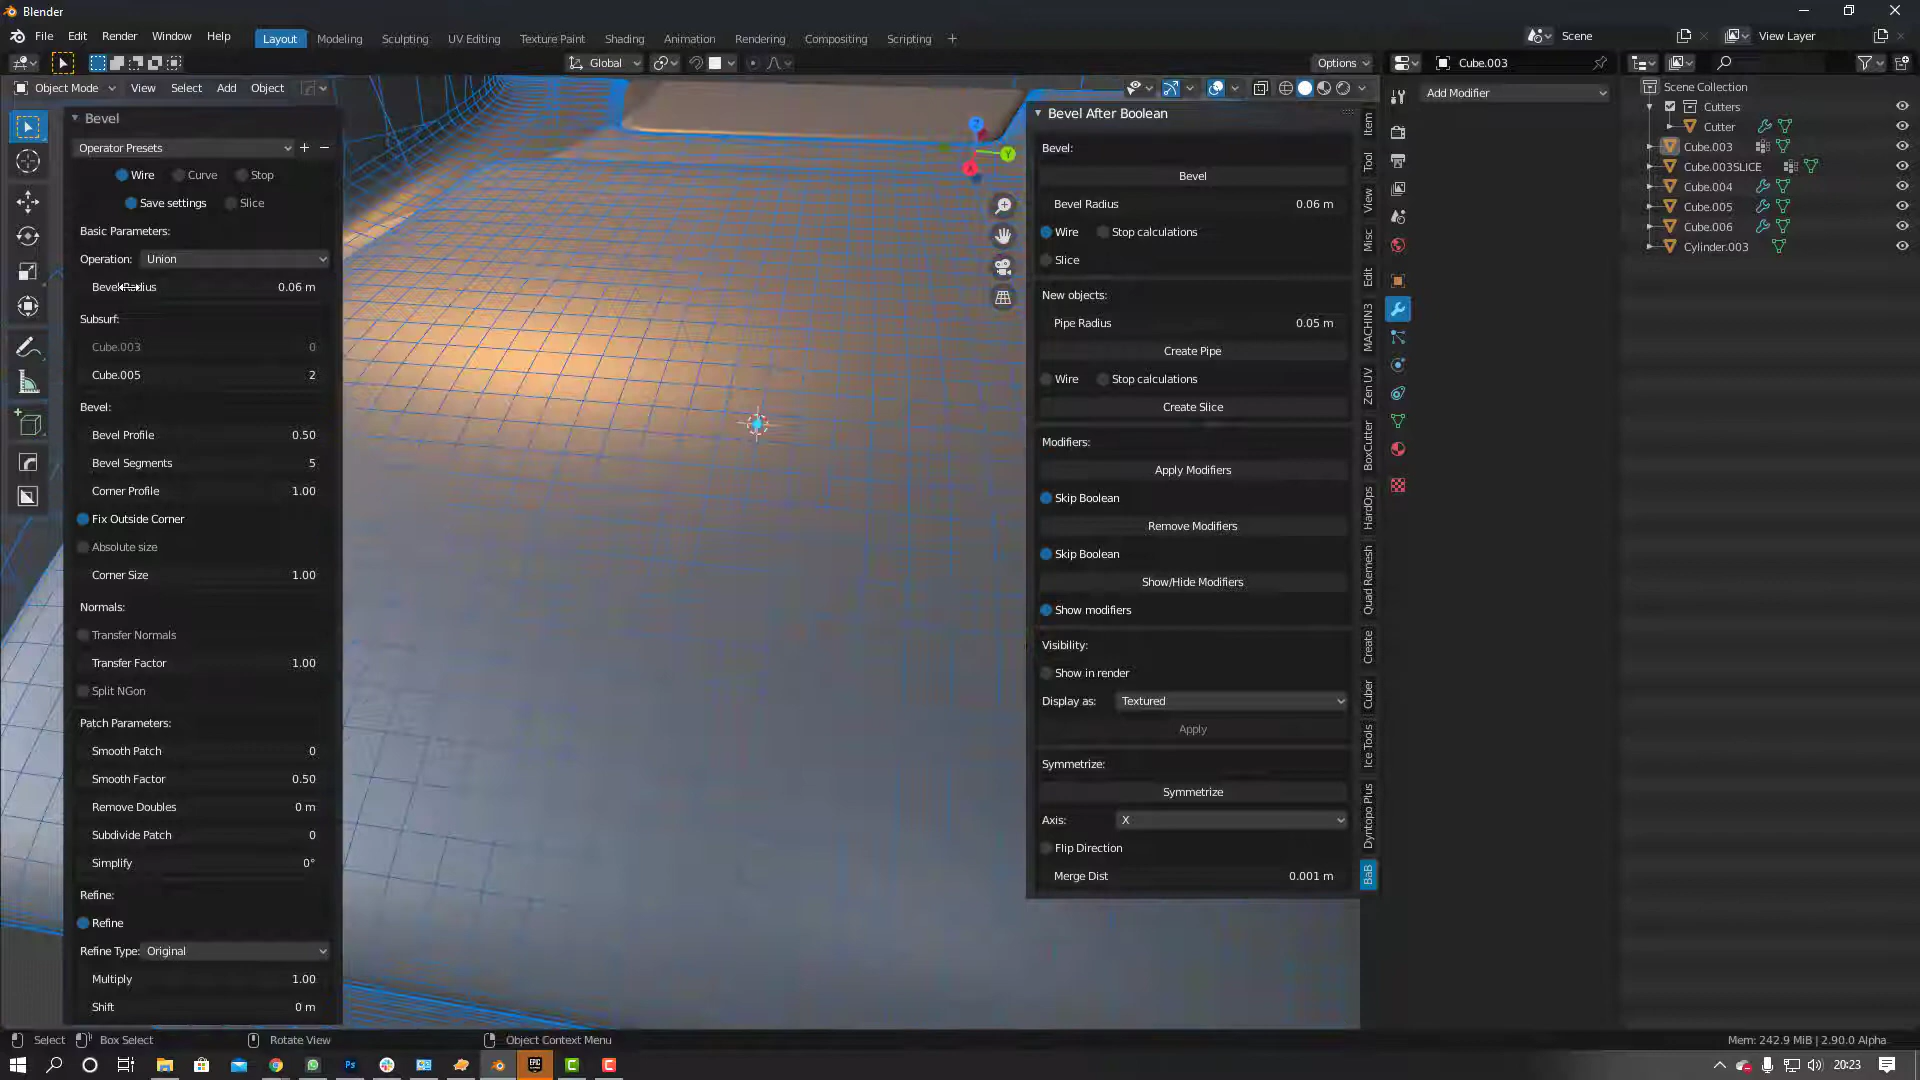 Blender
File Edit Render Window Help
Layout Modeling Sculpting UV Editing Texture Paint Shading Animation Rendering Compositing Scripting
Scene
View Layer
Global
Options
Cube.003
Object Mode View Select Add Object
Bevel
Operator Presets
Wire Curve Stop
Save settings Slice
Basic Parameters:
Operation: Union
Bevel Radius 0.06 m
Subsurf:
Cube.003 0
Cube.005 2
Bevel:
Bevel Profile 0.50
Bevel Segments 5
Corner Profile 1.00
Fix Outside Corner
Absolute size
Corner Size 1.00
Normals:
Transfer Normals
Transfer Factor 1.00
Split NGon
Patch Parameters:
Smooth Patch 0
Smooth Factor 0.50
Remove Doubles 0 m
Subdivide Patch 0
Simplify 0°
Refine:
Refine
Refine Type: Original
Multiply 1.00
Shift 0 m
Z
Y
X
Bevel After Boolean
Bevel:
Bevel
Bevel Radius 0.06 m
Wire Stop calculations
Slice
New objects:
Pipe Radius 0.05 m
Create Pipe
Wire Stop calculations
Create Slice
Modifiers:
Apply Modifiers
Skip Boolean
Remove Modifiers
Skip Boolean
Show/Hide Modifiers
Show modifiers
Visibility:
Show in render
Display as: Textured
Apply
Symmetrize:
Symmetrize
Axis: X
Flip Direction
Merge Dist 0.001 m
Item
Tool
View
Misc
Edit
MACHIN3
Zen UV
BoxCutter
HardOps
Quad Remesh
Create
Cuber
Ice Tools
Dyntopo Plus
BaB
Add Modifier
Scene Collection
Cutters
Cutter
Cube.003
Cube.003SLICE
Cube.004
Cube.005
Cube.006
Cylinder.003
Select Box Select Rotate View Object Context Menu
Mem: 242.9 MiB | 2.90.0 Alpha
Ps
EPIC
C
C
20:23